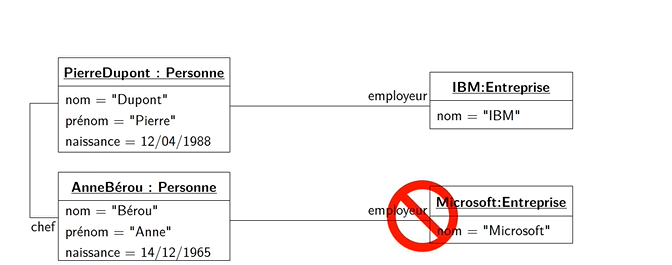 PierreDupont : Personne
nom = "Dupont"
prénom = "Pierre"
naissance = 12/04/1988
employeur
IBM:Entreprise
nom = "IBM"
AnneBérou : Personne
nom = "Bérou"
prénom = "Anne"
naissance = 14/12/1965
chef
employeur
Microsoft:Entreprise
nom = "Microsoft"